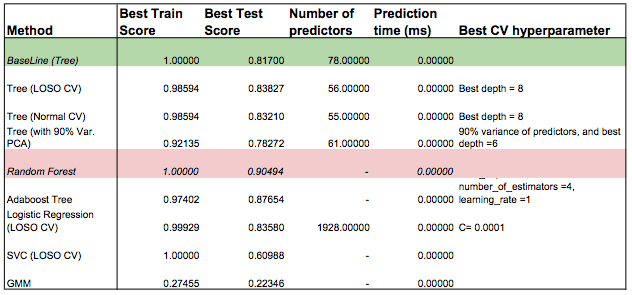 Method Best Train Score Best Test Score Number of predictors Prediction time (ms) Best CV hyperparameter
BaseLine (Tree) 1.00000 0.81700 78.00000 0.00000
Tree (LOSO CV) 0.98594 0.83827 56.00000 0.00000 Best depth = 8
Tree (Normal CV) 0.98594 0.83210 55.00000 0.00000 Best depth = 8
Tree (with 90% Var. PCA) 0.92135 0.78272 61.00000 0.00000 90% variance of predictors, and best depth =6
Random Forest 1.00000 0.90494 - 0.00000
Adaboost Tree 0.97402 0.87654 - 0.00000 number_of_estimators =4, learning_rate =1
Logistic Regression (LOSO CV) 0.99929 0.83580 1928.00000 0.00000 C= 0.0001
SVC (LOSO CV) 1.00000 0.60988 - 0.00000
GMM 0.27455 0.22346 - 0.00000